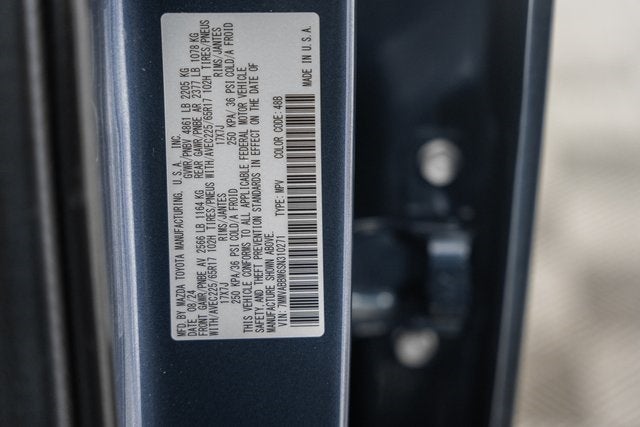 MFD. BY MAZDA TOYOTA MANUFACTURING, U.S.A., INC.
DATE: 08/24 GVWR/PNBV 4861 LB 2205 KG
FRONT GAWR/PNBE AV 2566 LB 1164 KG REAR GAWR/PNBE AR 2377 LB 1078 KG
WITH/AVEC225/65R17 102H TIRES/PNEUS WITH/AVEC225/65R17 102H TIRES/PNEUS
17X7J RIMS/JANTES 17X7J RIMS/JANTES
250 KPA/36 PSI COLD/A FROID 250 KPA/ 36 PSI COLD/A FROID
THIS VEHICLE CONFORMS TO ALL APPLICABLE FEDERAL MOTOR VEHICLE
SAFETY, AND THEFT PREVENTION STANDARDS IN EFFECT ON THE DATE OF
MANUFACTURE SHOWN ABOVE.
VIN: 7MMVABBM6SN310271 TYPE: MPV COLOR CODE: 48B
MADE IN U.S.A.